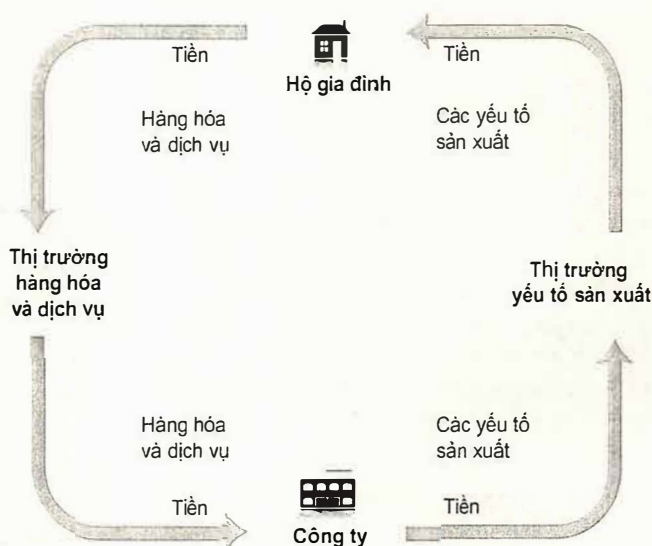 Tiền
Tiền
Hộ gia đình
Hàng hóa
và dịch vụ
Các yếu tố
sản xuất
Thị trường
hàng hóa
và dịch vụ
Thị trường
yếu tố sản xuất
Hàng hóa
và dịch vụ
Các yếu tố
sản xuất
Tiền
Tiền
Công ty